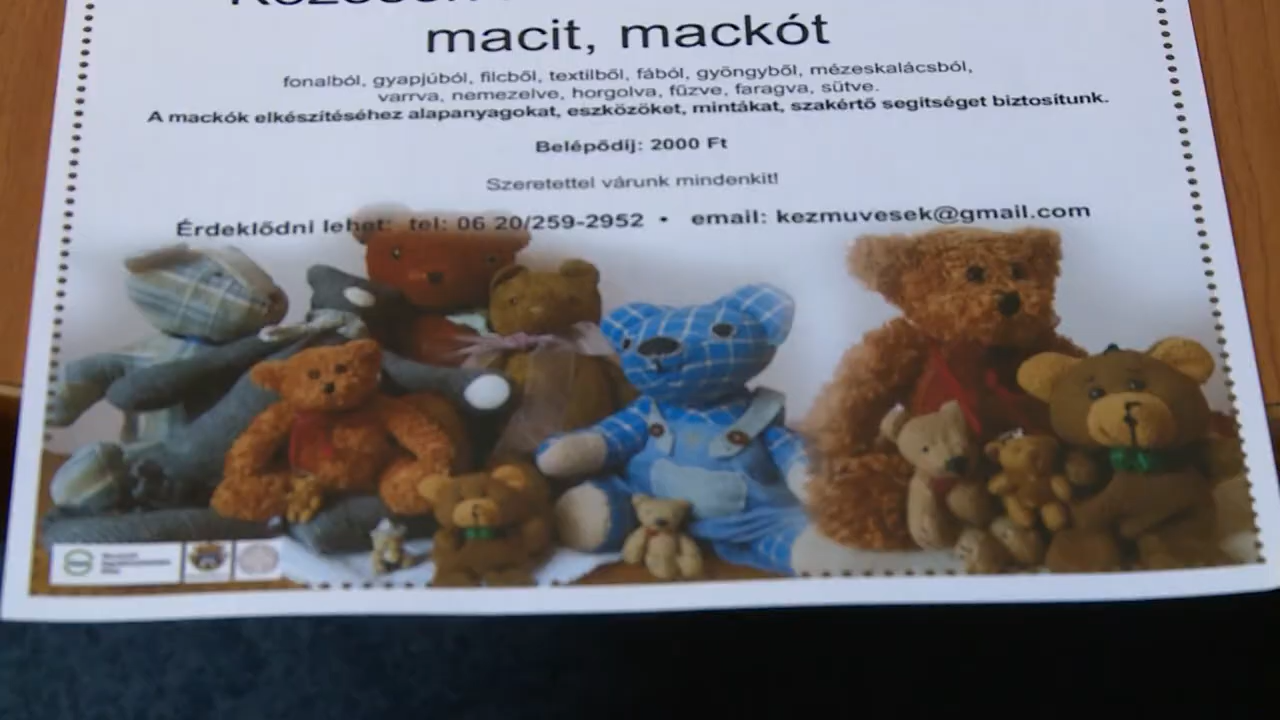 macit, mackót
fonalból, gyapjúból, filcből, textilből, fából, gyöngyből, mézeskalácsból,
varrva, nemezelve, horgolva, fűzve, faragva, sütve.
A mackók elkészítéséhez alapanyagokat, eszközöket, mintákat, szakértő segítséget biztosítunk.
Belépődíj: 2000 Ft
Szeretettel várunk mindenkit!
Érdeklődni lehet: tel: 06 20/259-2952 • email: kezmuvesek@gmail.com